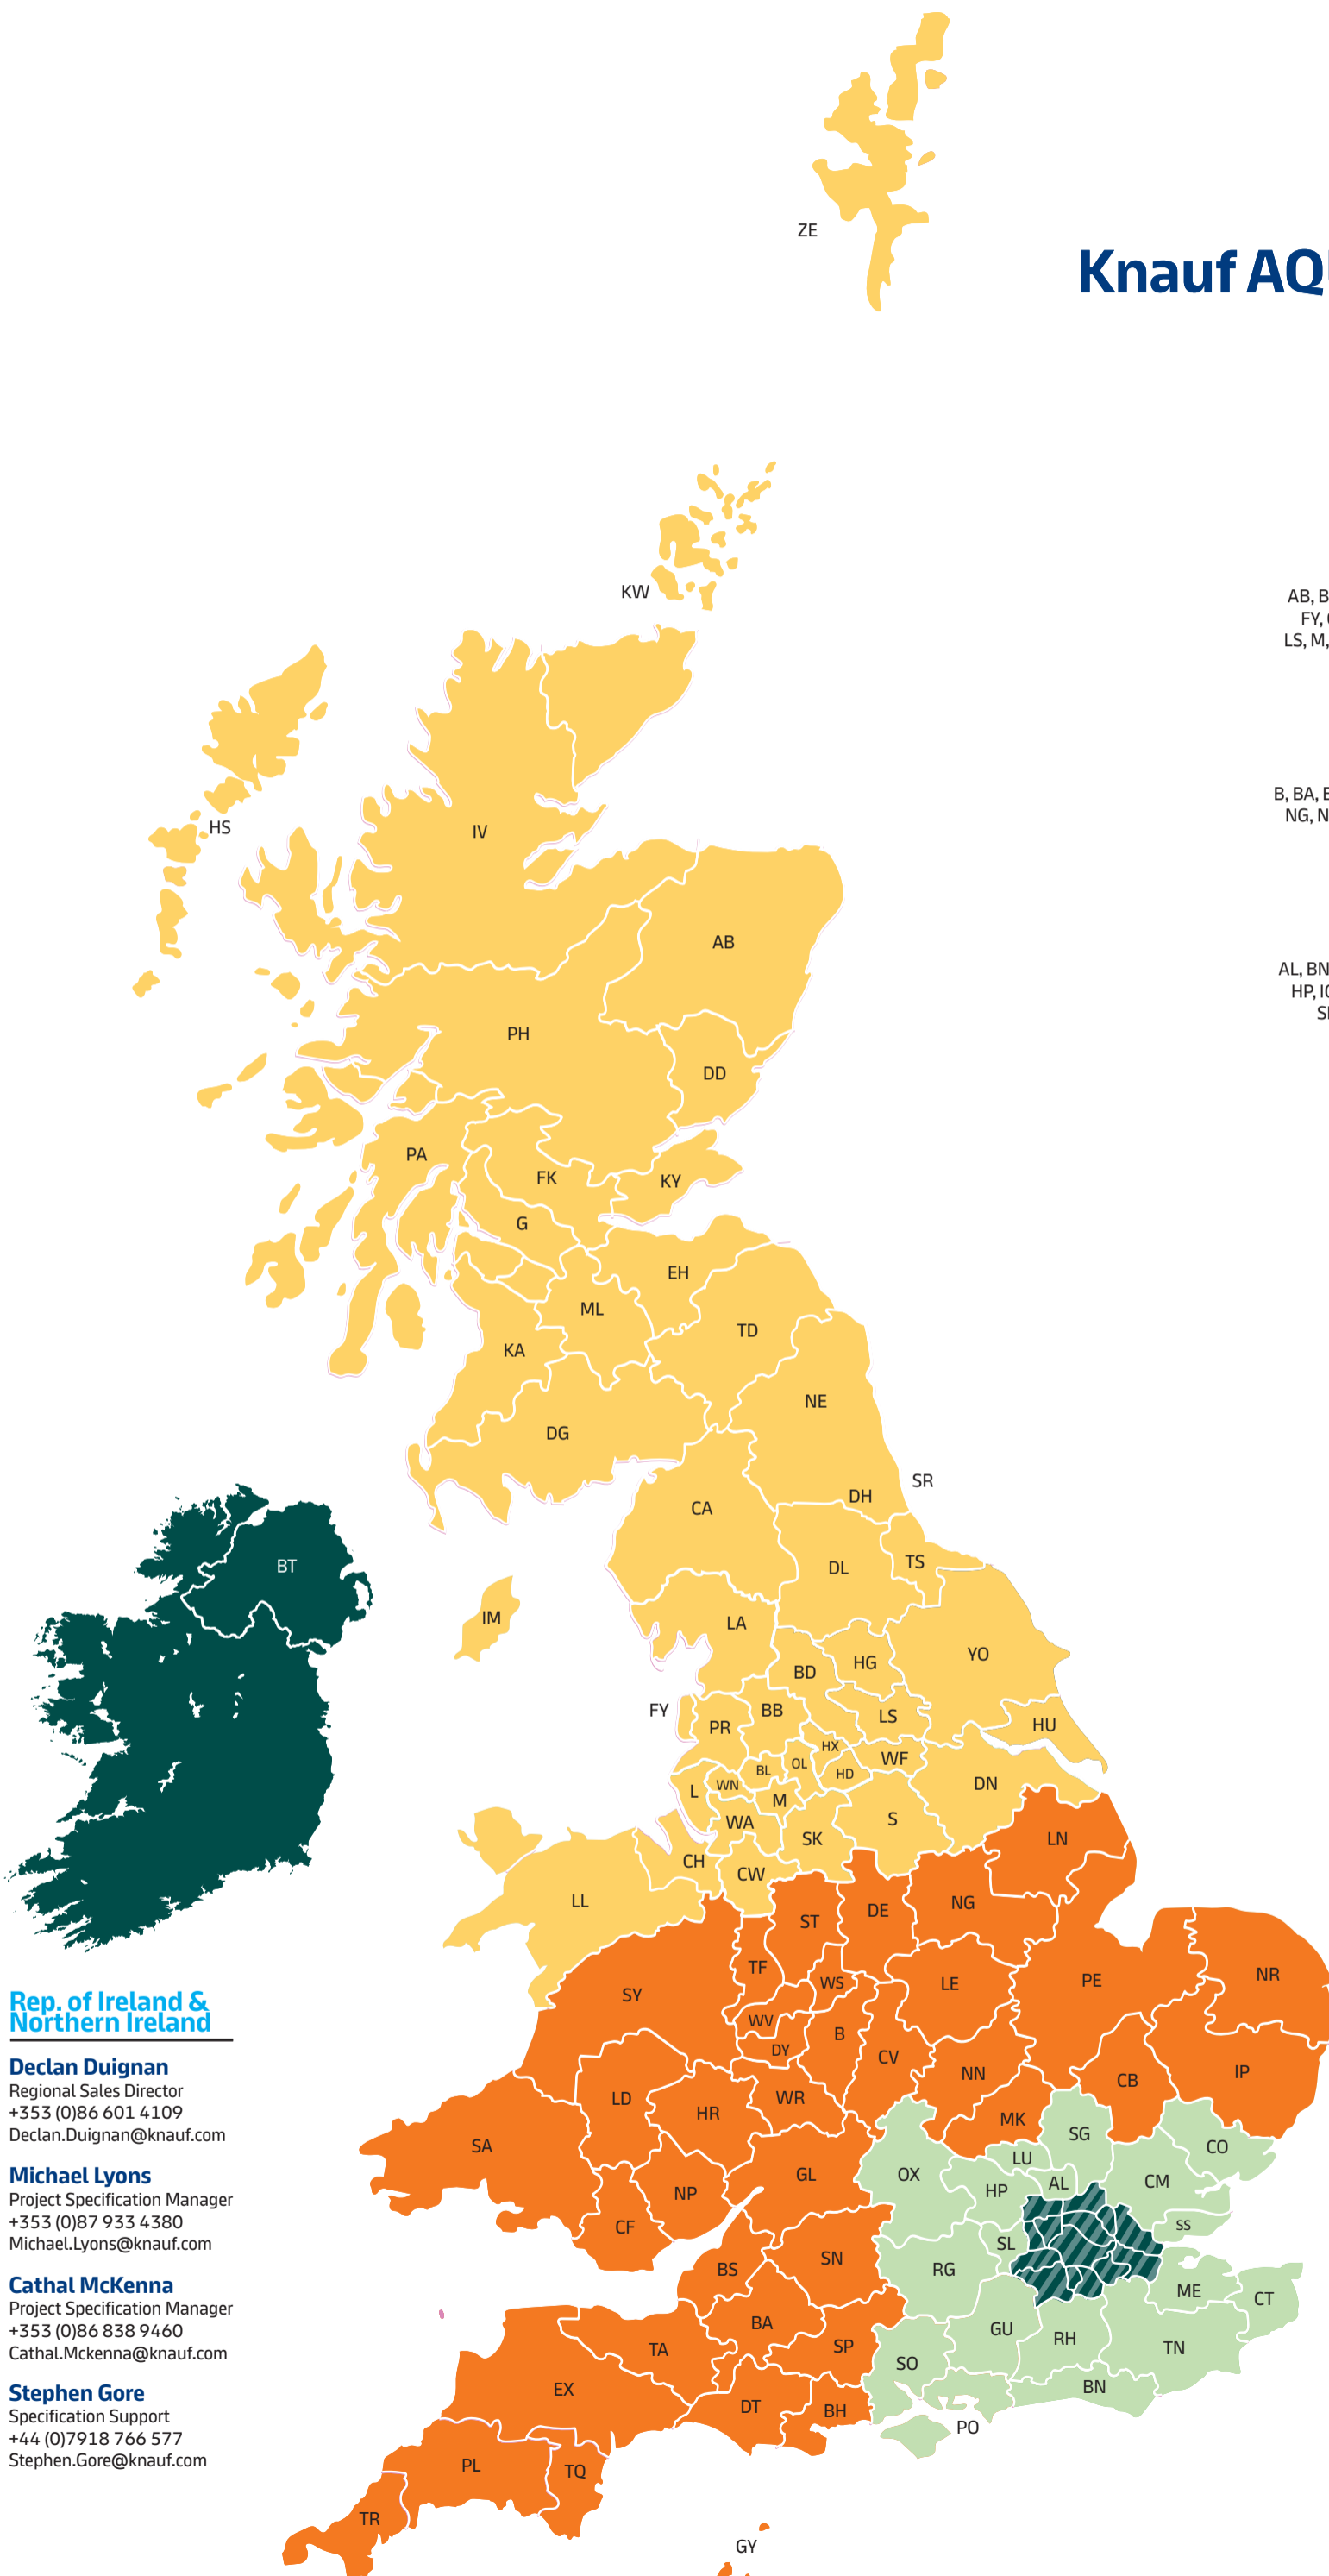 ZE
Knauf AQ
KW
AB, B
FY,
LS, M,
HS
IV
B, BA,
NG, N
AB
AL, BN
HP,
PH
DD
PA
FK
KY
G
EH
ML
TD
KA
NE
DG
SR
DH
CA
BT
DL
TS
IM
LA
YO
HG
BD
FY
BB
LS
PR
HU
HX
WF
OL
BL
HD
WN
DN
L
M
S
WA
LN
SK
CH
CW
LL
NG
DE
ST
TF
NR
PE
WS
LE
SY
WV
B
DY
CV
IP
NN
CB
LD
WR
HR
MK
SG
CO
SA
LU
GL
OX
CM
AL
HP
NP
SS
CF
SL
SN
BS
RG
ME
CT
BA
GU
RH
SP
TN
TA
SO
BN
EX
DT
BH
PO
PL
TQ
TR
GY
Rep. of Ireland &
Northern Ireland
Declan Duignan
Regional Sales Director
+353 (0)86 601 4109
Declan.Duignan@knauf.com
Michael Lyons
Project Specification Manager
+353 (0)87 933 4380
Michael.Lyons@knauf.com
Cathal McKenna
Project Specification Manager
+353 (0)86 838 9460
Cathal.Mckenna@knauf.com
Stephen Gore
Specification Support
+44 (0)7918 766 577
Stephen.Gore@knauf.com